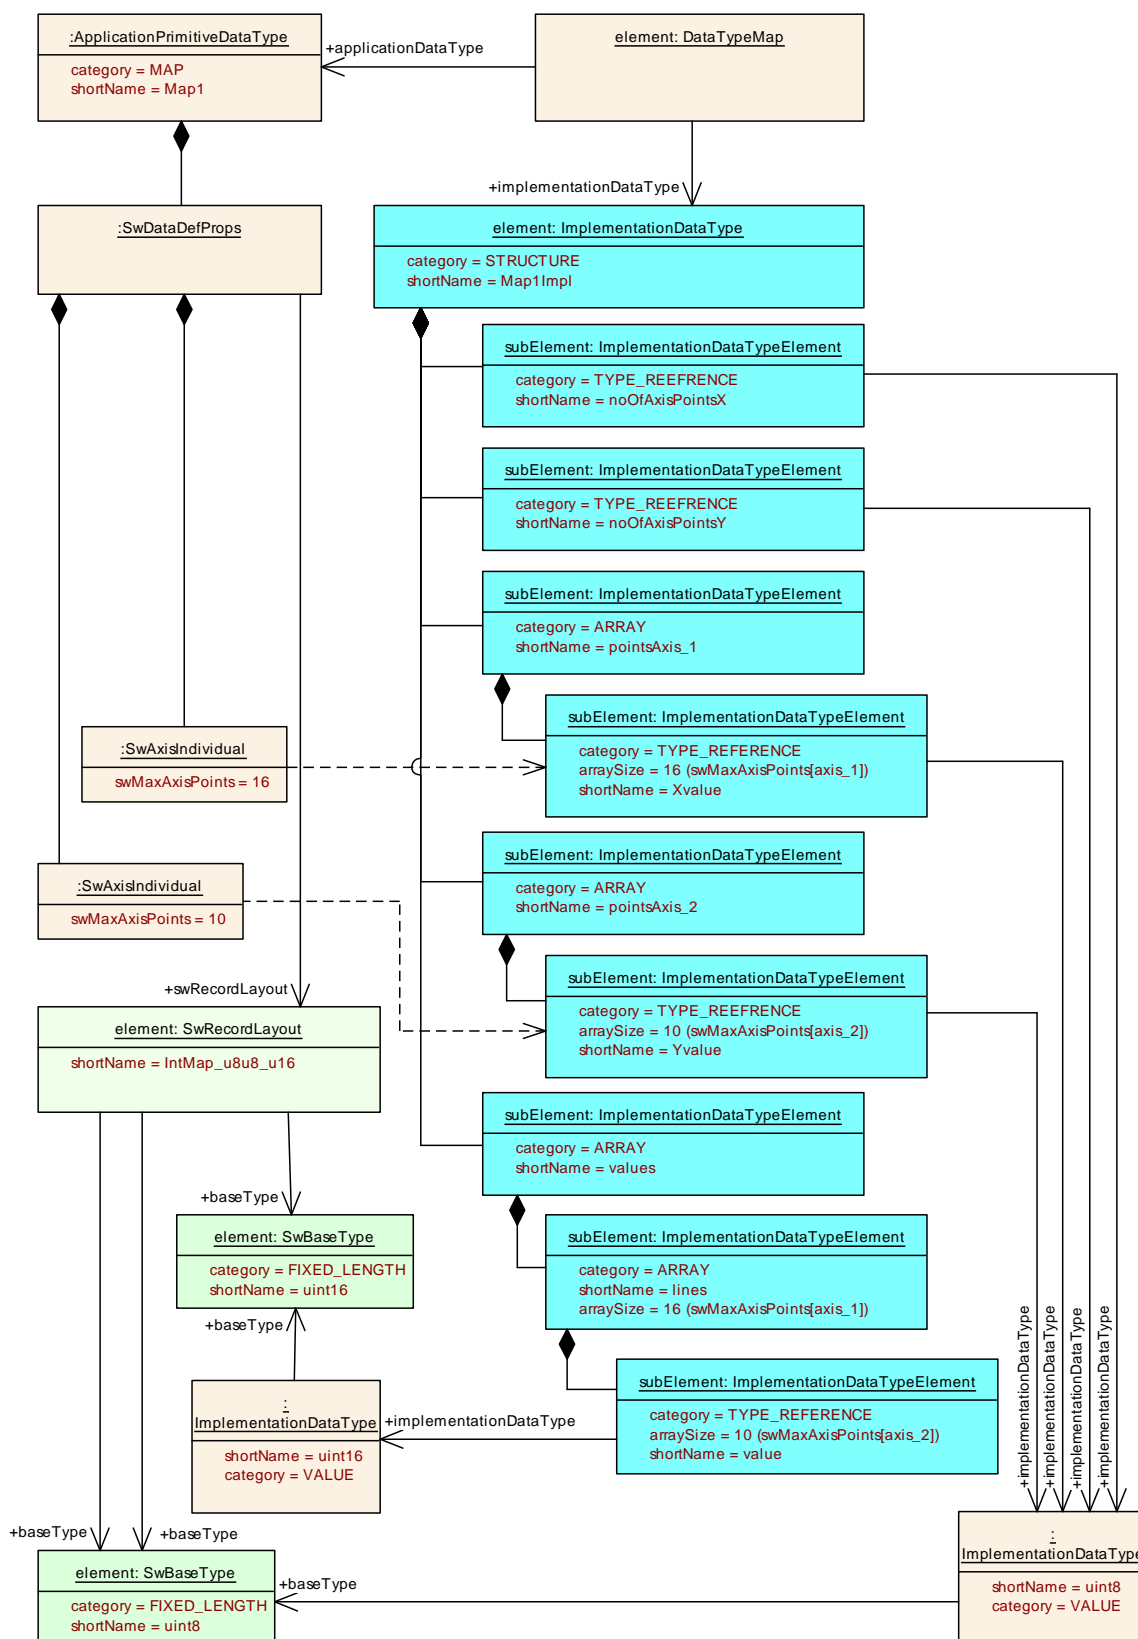 :ApplicationPrimitiveDataType
category = MAP
shortName = Map1
+applicationDataType
element: DataTypeMap
+implementationDataType
:SwDataDefProps
element: ImplementationDataType
category = STRUCTURE
shortName = Map1Impl
subElement: ImplementationDataTypeElement
category = TYPE_REEFRENCE
shortName = noOfAxisPointsX
subElement: ImplementationDataTypeElement
category = TYPE_REEFRENCE
shortName = noOfAxisPointsY
subElement: ImplementationDataTypeElement
category = ARRAY
shortName = pointsAxis_1
subElement: ImplementationDataTypeElement
category = TYPE_REFERENCE
arraySize = 16 (swMaxAxisPoints[axis_1])
shortName = Xvalue
:SwAxisIndividual
swMaxAxisPoints = 16
subElement: ImplementationDataTypeElement
category = ARRAY
shortName = pointsAxis_2
:SwAxisIndividual
swMaxAxisPoints = 10
subElement: ImplementationDataTypeElement
category = TYPE_REEFRENCE
arraySize = 10 (swMaxAxisPoints[axis_2])
shortName = Yvalue
+swRecordLayout
element: SwRecordLayout
shortName = IntMap_u8u8_u16
subElement: ImplementationDataTypeElement
category = ARRAY
shortName = values
+baseType
element: SwBaseType
category = FIXED_LENGTH
shortName = uint16
+baseType
subElement: ImplementationDataTypeElement
category = ARRAY
shortName = lines
arraySize = 16 (swMaxAxisPoints[axis_1])
subElement: ImplementationDataTypeElement
category = TYPE_REFERENCE
arraySize = 10 (swMaxAxisPoints[axis_2])
shortName = value
+implementationDataType
:
ImplementationDataType
shortName = uint16
category = VALUE
+implementationDataType
+implementationDataType
+implementationDataType
+implementationDataType
+baseType
+baseType
element: SwBaseType
category = FIXED_LENGTH
shortName = uint8
+baseType
:
ImplementationDataType
shortName = uint8
category = VALUE